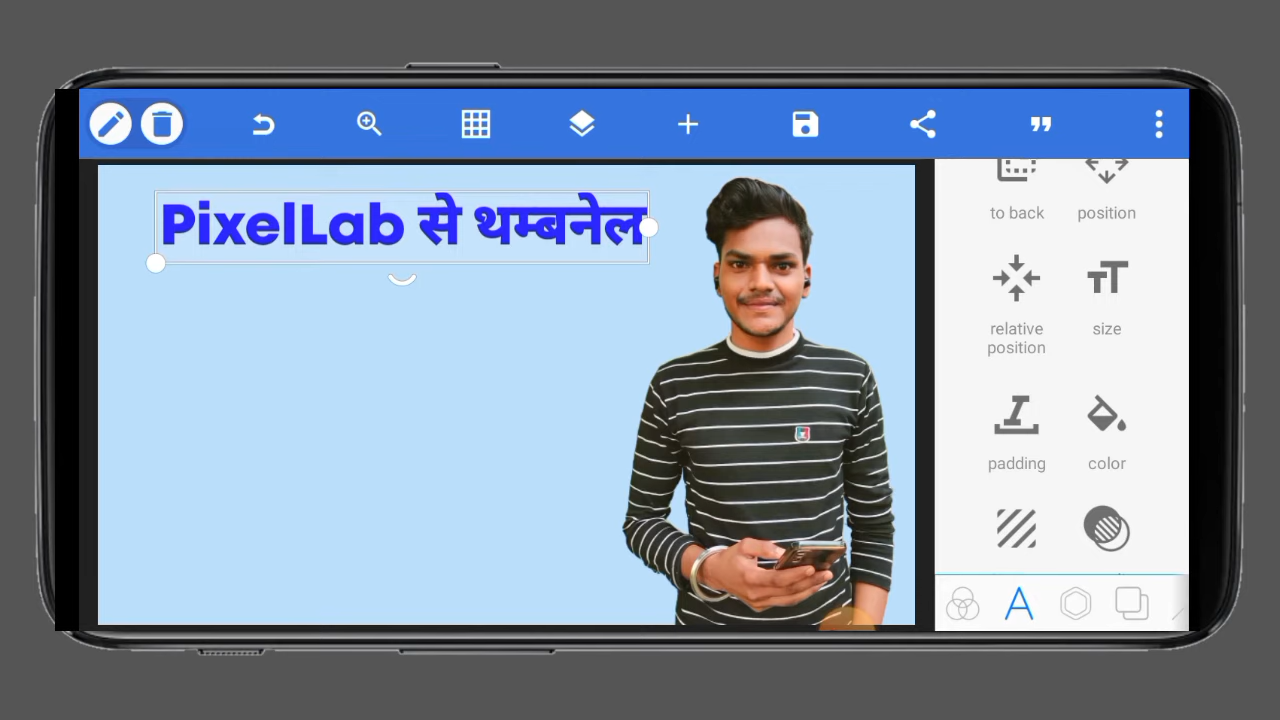 PixelLab से थम्बनेल
to back
position
relative
position
size
padding
color